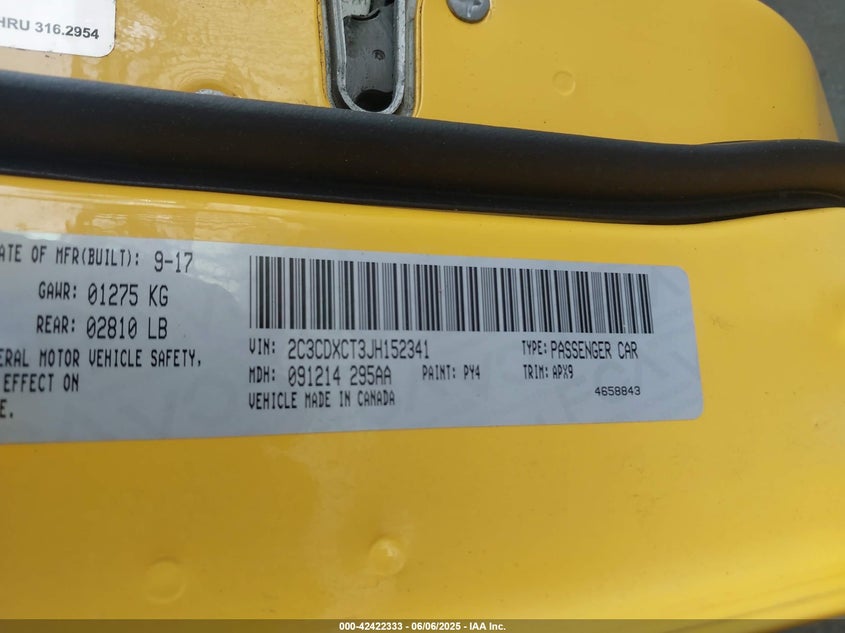 HRU 316.2954
ATE OF MFR(BUILT): 9-17
GAWR: 01275 KG
REAR: 02810 LB
ERAL MOTOR VEHICLE SAFETY,
EFFECT ON
E.
VIN: 2C3CDXCT3JH152341 TYPE: PASSENGER CAR
MDH: 091214 295AA PAINT: PY4 TRIM: APX9
VEHICLE MADE IN CANADA 4658843
000-42422333 - 06/06/2025 - IAA Inc.